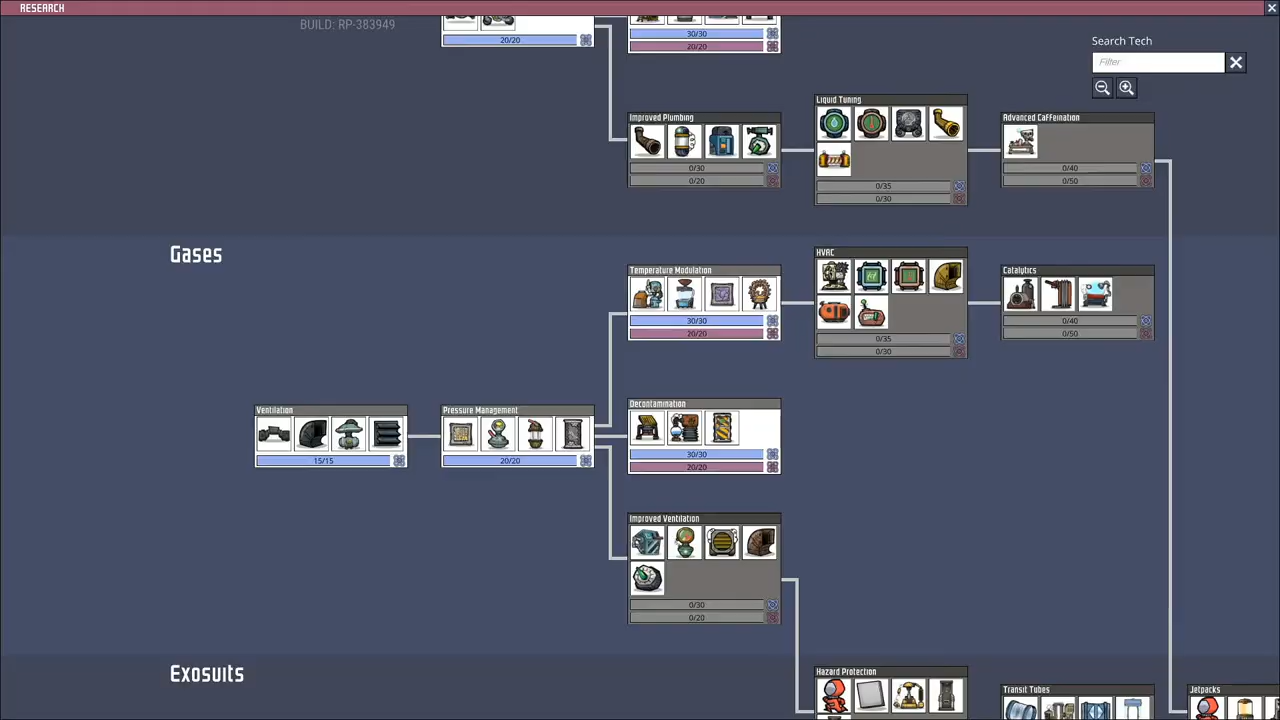 RESEARCH
BUILD: RP-383949
20/20
30/30
20/20
Search Tech
Filter
Improved Plumbing
0/30
0/20
Liquid Tuning
0/35
0/30
Advanced Caffeination
0/40
0/50
Gases
Temperature Modulation
30/30
20/20
HVAC
0/35
0/30
Catalytics
0/40
0/50
Ventilation
15/15
Pressure Management
20/20
Decontamination
30/30
20/20
Improved Ventilation
0/30
0/20
Exosuits
Hazard Protection
Transit Tubes
Jetpacks